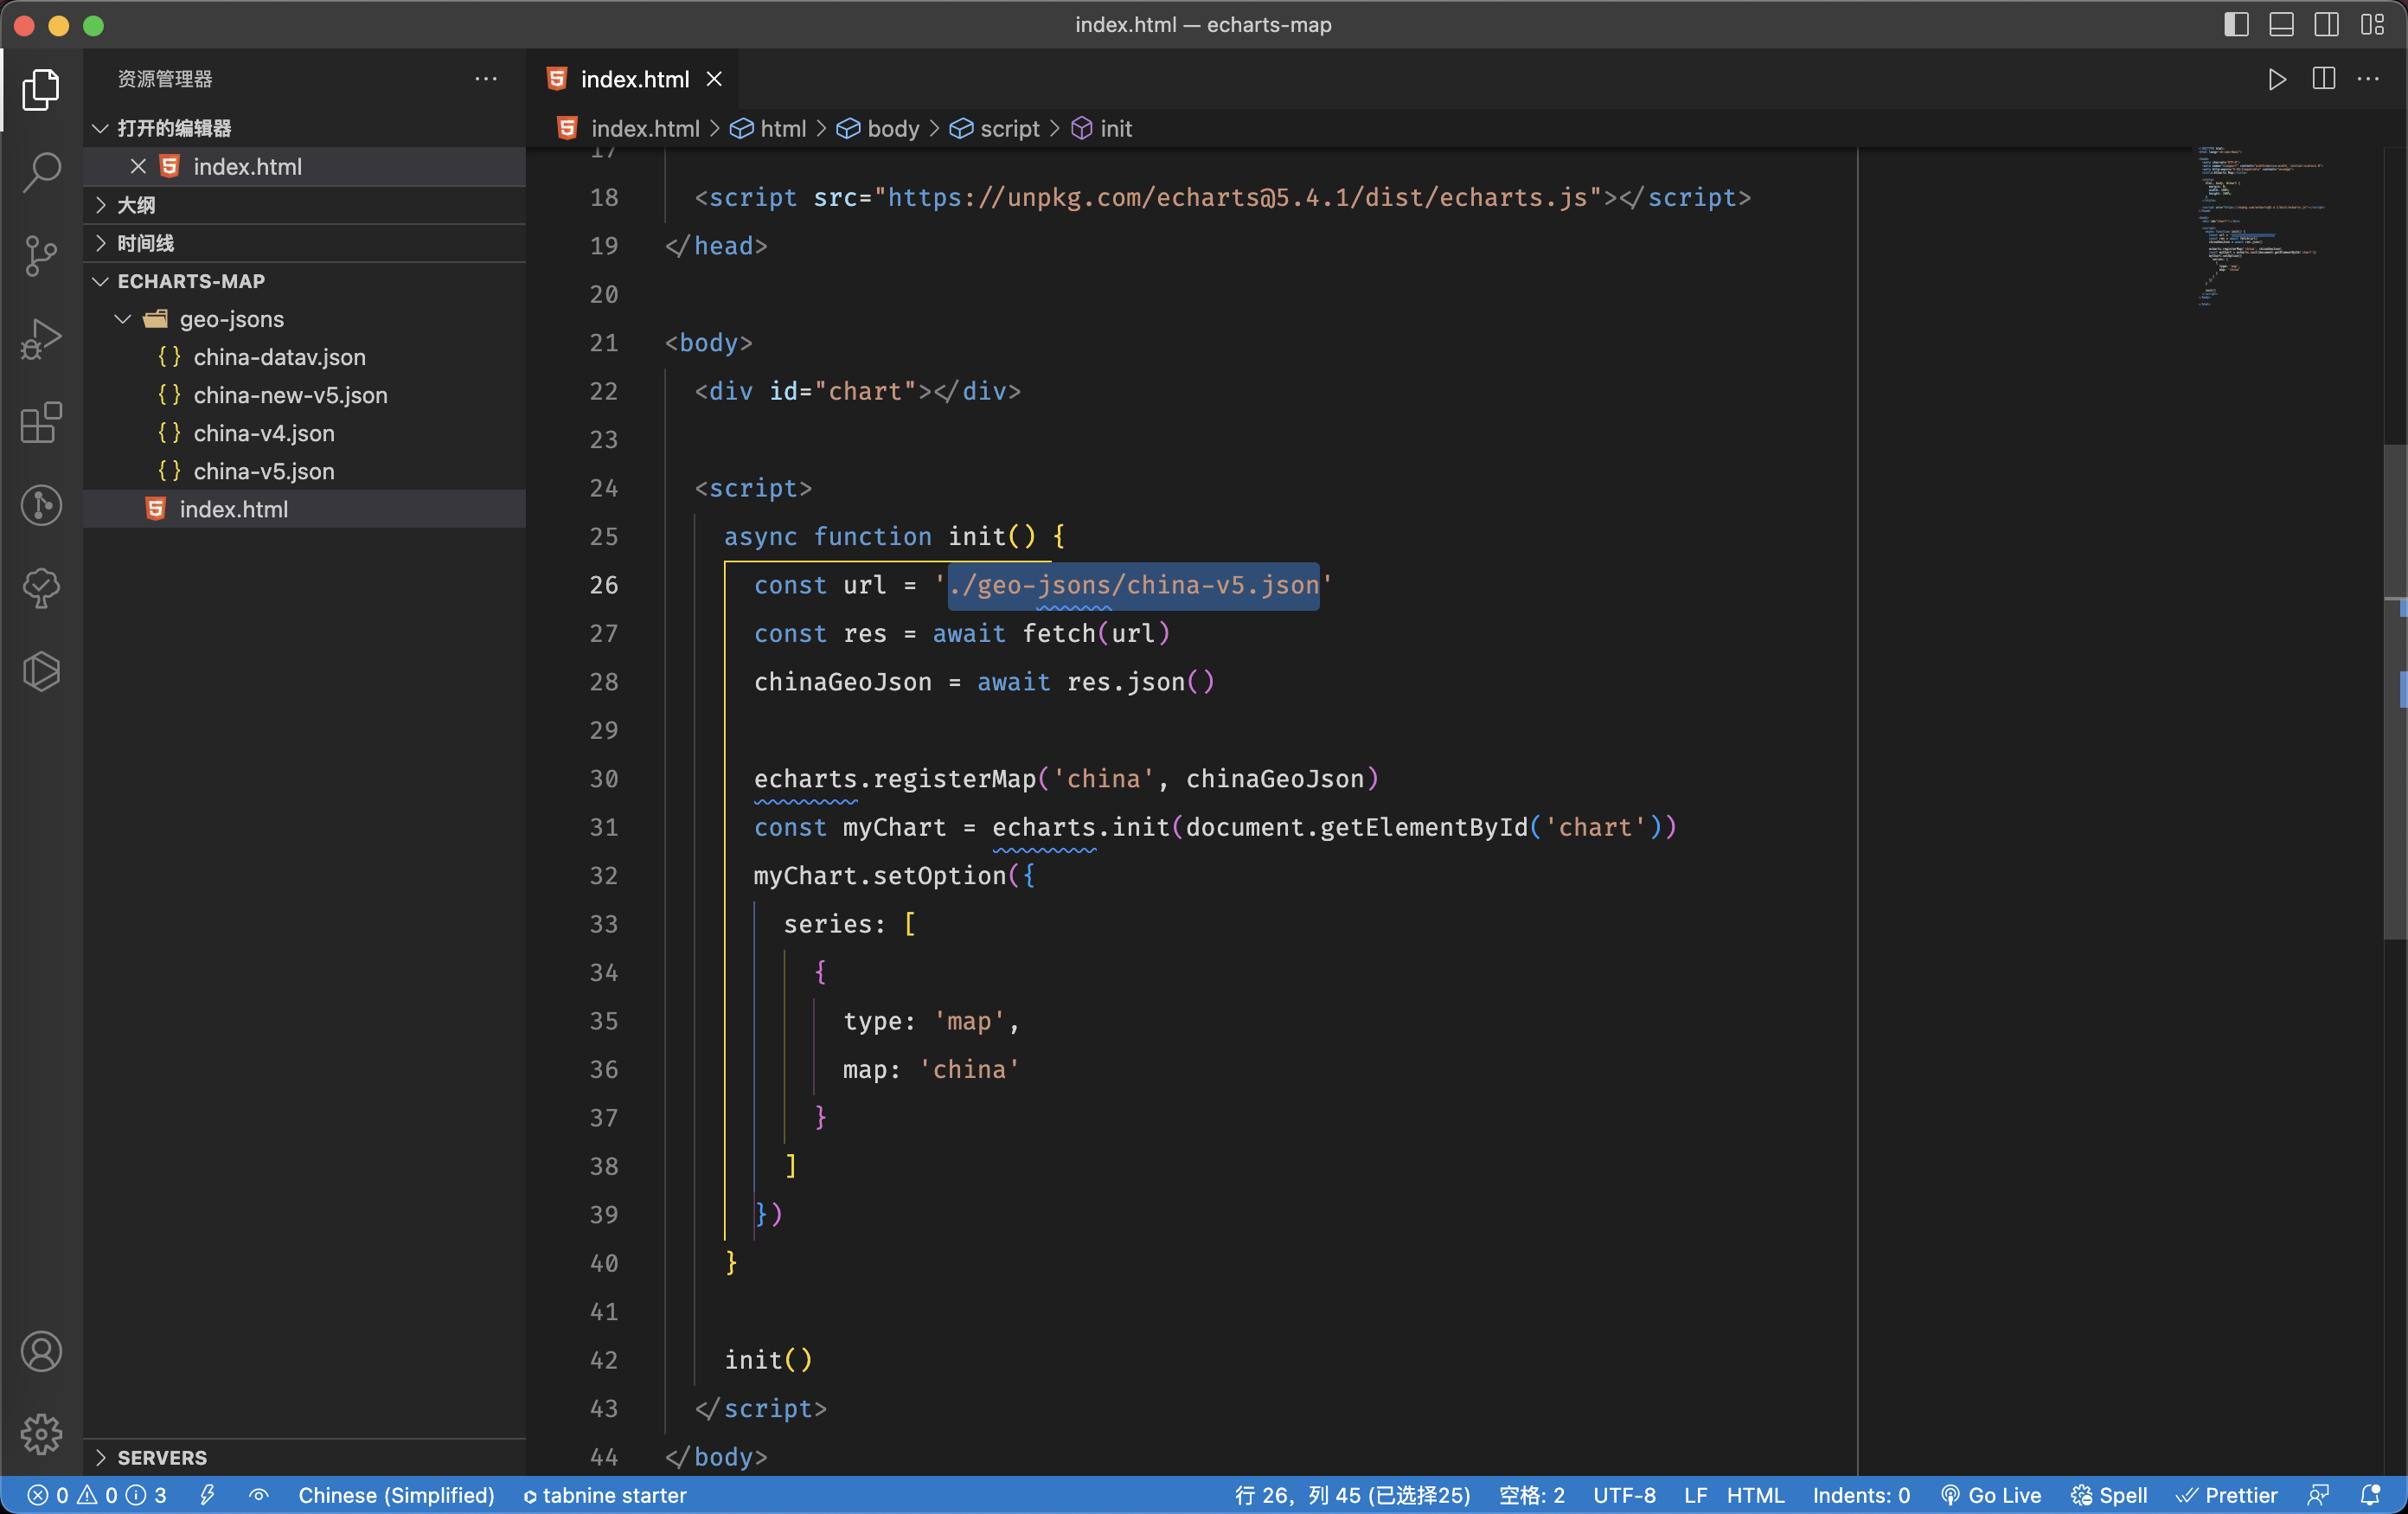 index.html — echarts-map
资源管理器
打开的编辑器
index.html
大纲
时间线
ECHARTS-MAP
geo-jsons
china-datav.json
china-new-v5.json
china-v4.json
china-v5.json
index.html
SERVERS
index.html
index.html > html > body > script > init
17
18 <script src="https://unpkg.com/echarts@5.4.1/dist/echarts.js"></script>
19 </head>
20
21 <body>
22 <div id="chart"></div>
23
24 <script>
25 async function init() {
26 const url = './geo-jsons/china-v5.json'
27 const res = await fetch(url)
28 chinaGeoJson = await res.json()
29
30 echarts.registerMap('china', chinaGeoJson)
31 const myChart = echarts.init(document.getElementById('chart'))
32 myChart.setOption({
33 series: [
34 {
35 type: 'map',
36 map: 'china'
37 }
38 ]
39 })
40 }
41
42 init()
43 </script>
44 </body>
0 0 3 Chinese (Simplified) tabnine starter 行 26，列 45 (已选择25) 空格: 2 UTF-8 LF HTML Indents: 0 Go Live Spell Prettier